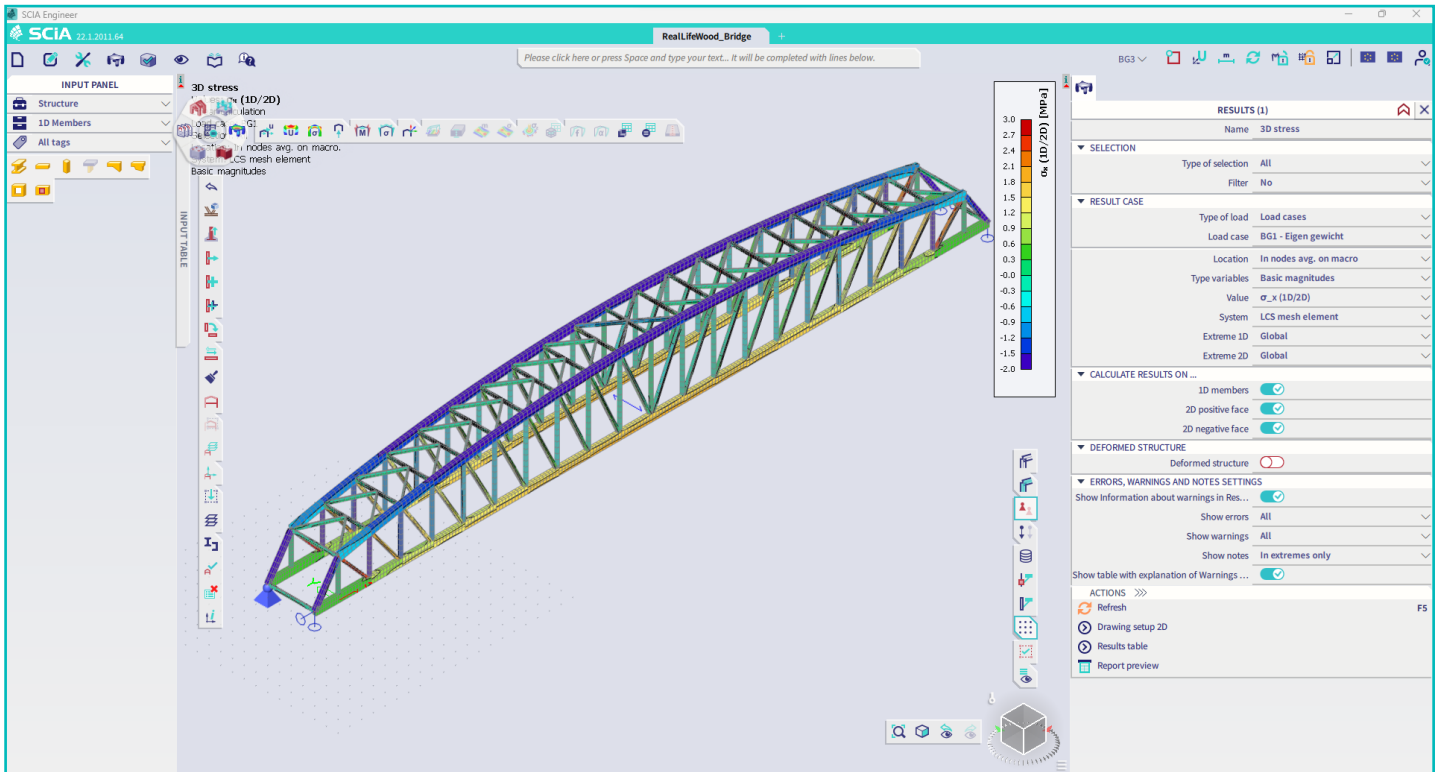 SCIA Engineer
SCiA 22.1.2011.64
RealLifeWood_Bridge
+
Please click here or press Space and type your text... It will be completed with lines below.
BG3
INPUT PANEL
Structure
1D Members
All tags
INPUT TABLE
3D stress
(1D/2D)
nodes avg. on macro.
LCS mesh element
Basic magnitudes
3.0
2.7
2.4
2.1
1.8
1.5
1.2
0.9
0.6
0.3
-0.3
-0.6
-0.9
-1.2
-1.5
-2.0
σx (1D/2D) [MPa]
RESULTS (1)
Name 3D stress
SELECTION
Type of selection All
Filter No
RESULT CASE
Type of load Load cases
Load case BG1 - Eigen gewicht
Location In nodes avg. on macro
Type variables Basic magnitudes
Value σ_x (1D/2D)
System LCS mesh element
Extreme 1D Global
Extreme 2D Global
CALCULATE RESULTS ON ...
1D members
2D positive face
2D negative face
DEFORMED STRUCTURE
Deformed structure
ERRORS, WARNINGS AND NOTES SETTINGS
Show Information about warnings in Res...
Show errors All
Show warnings All
Show notes In extremes only
Show table with explanation of Warnings ...
ACTIONS >>>
Refresh F5
Drawing setup 2D
Results table
Report preview